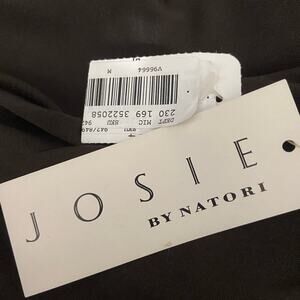 M
V96664
230 169 3522058
DEPT MIC SKU
JOSIE
BY NATORI